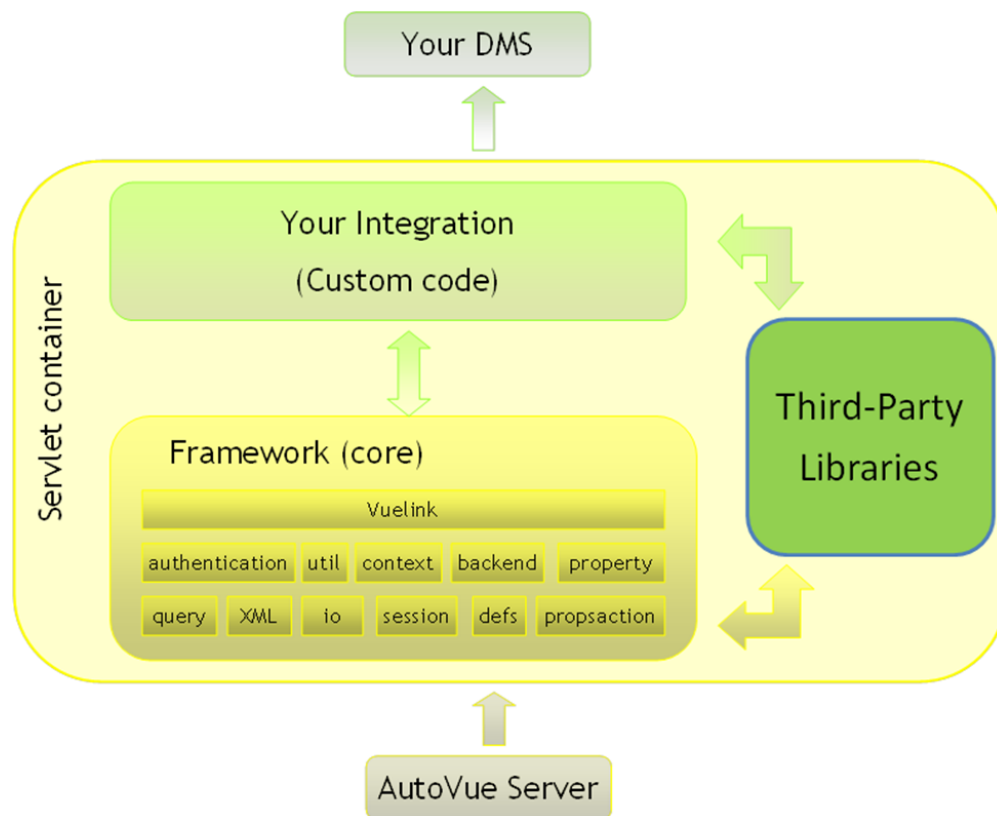 Your DMS
Your Integration
(Custom code)
Servlet container
Third-Party
Libraries
Framework (core)
Vuelink
authentication util context backend property
query XML io session defs propsaction
AutoVue Server